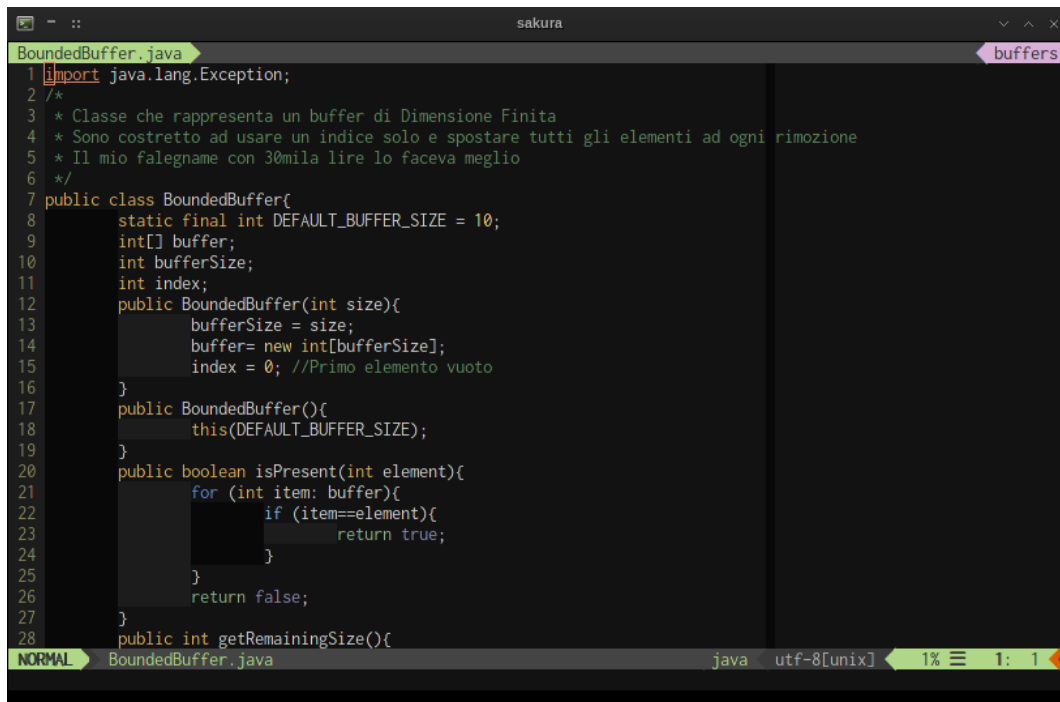 sakura
BoundedBuffer.java buffers
1 import java.lang.Exception;
2 /*
3  * Classe che rappresenta un buffer di Dimensione Finita
4  * Sono costretto ad usare un indice solo e spostare tutti gli elementi ad ogni rimozione
5  * Il mio falegname con 30mila lire lo faceva meglio
6  */
7 public class BoundedBuffer{
8         static final int DEFAULT_BUFFER_SIZE = 10;
9         int[] buffer;
10         int bufferSize;
11         int index;
12         public BoundedBuffer(int size){
13                 bufferSize = size;
14                 buffer= new int[bufferSize];
15                 index = 0; //Primo elemento vuoto
16         }
17         public BoundedBuffer(){
18                 this(DEFAULT_BUFFER_SIZE);
19         }
20         public boolean isPresent(int element){
21                 for (int item: buffer){
22                         if (item==element){
23                                 return true;
24                         }
25                 }
26                 return false;
27         }
28         public int getRemainingSize(){
NORMAL BoundedBuffer.java java utf-8[unix] 1% ☰ 1: 1